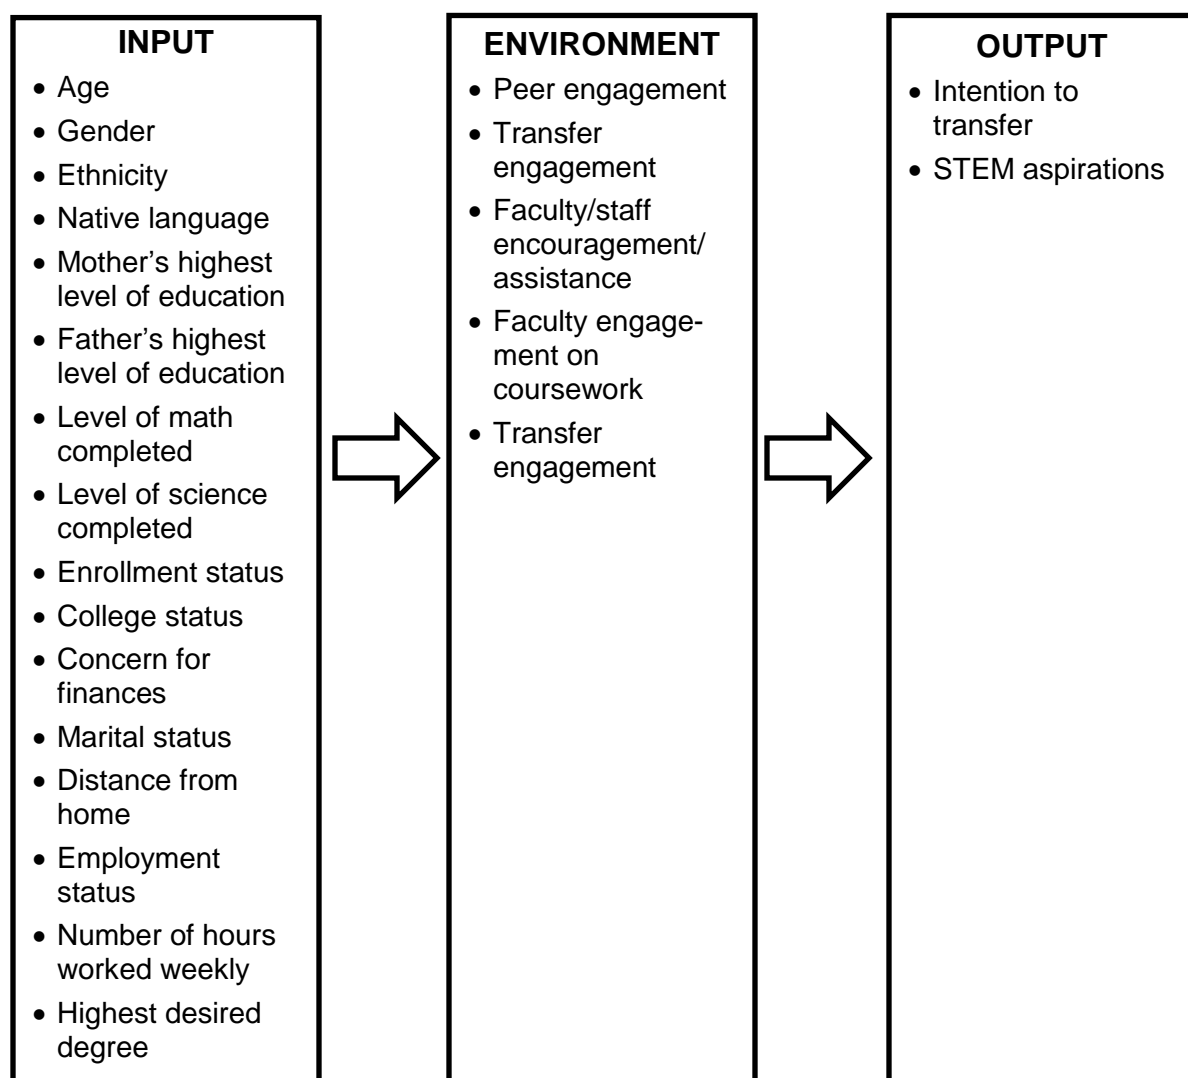 INPUT
• Age
• Gender
• Ethnicity
• Native language
• Mother’s highest
level of education
• Father’s highest
level of education
• Level of math
completed
• Level of science
completed
• Enrollment status
• College status
• Concern for
finances
• Marital status
• Distance from
home
• Employment
status
• Number of hours
worked weekly
• Highest desired
degree
ENVIRONMENT
• Peer engagement
• Transfer
engagement
• Faculty/staff
encouragement/
assistance
• Faculty engage-
ment on
coursework
• Transfer
engagement
OUTPUT
• Intention to
transfer
• STEM aspirations